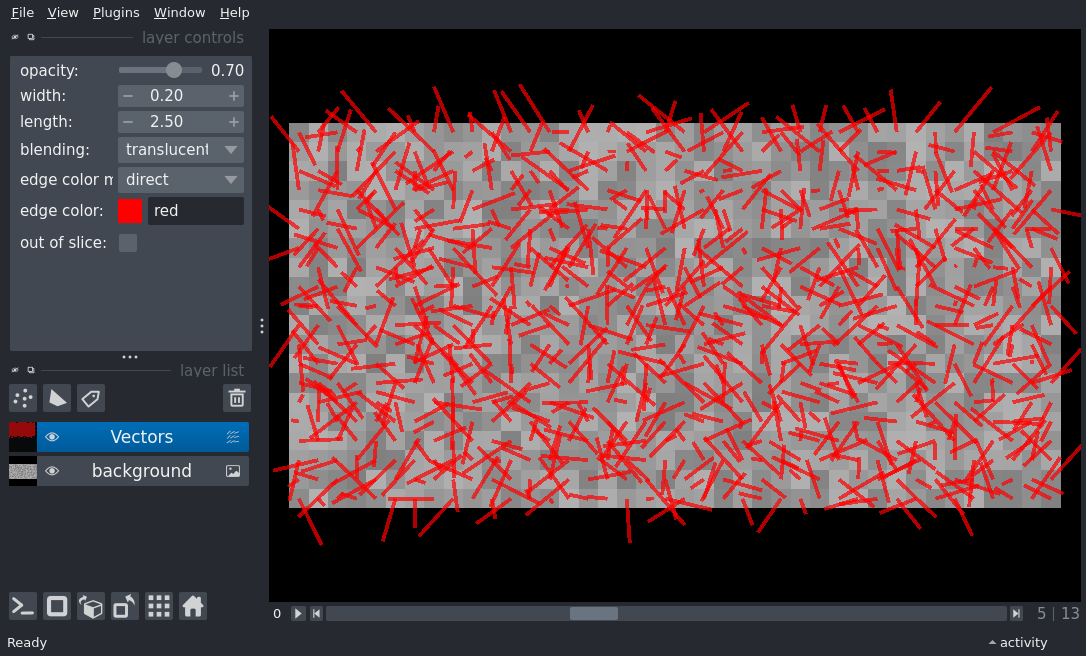 File View Plugins Window Help
layer controls
opacity: 0.70
width: − 0.20 +
length: − 2.50 +
blending: translucent
edge color m direct
edge color: red
out of slice:
layer list
Vectors
background
0 5 | 13
Ready activity